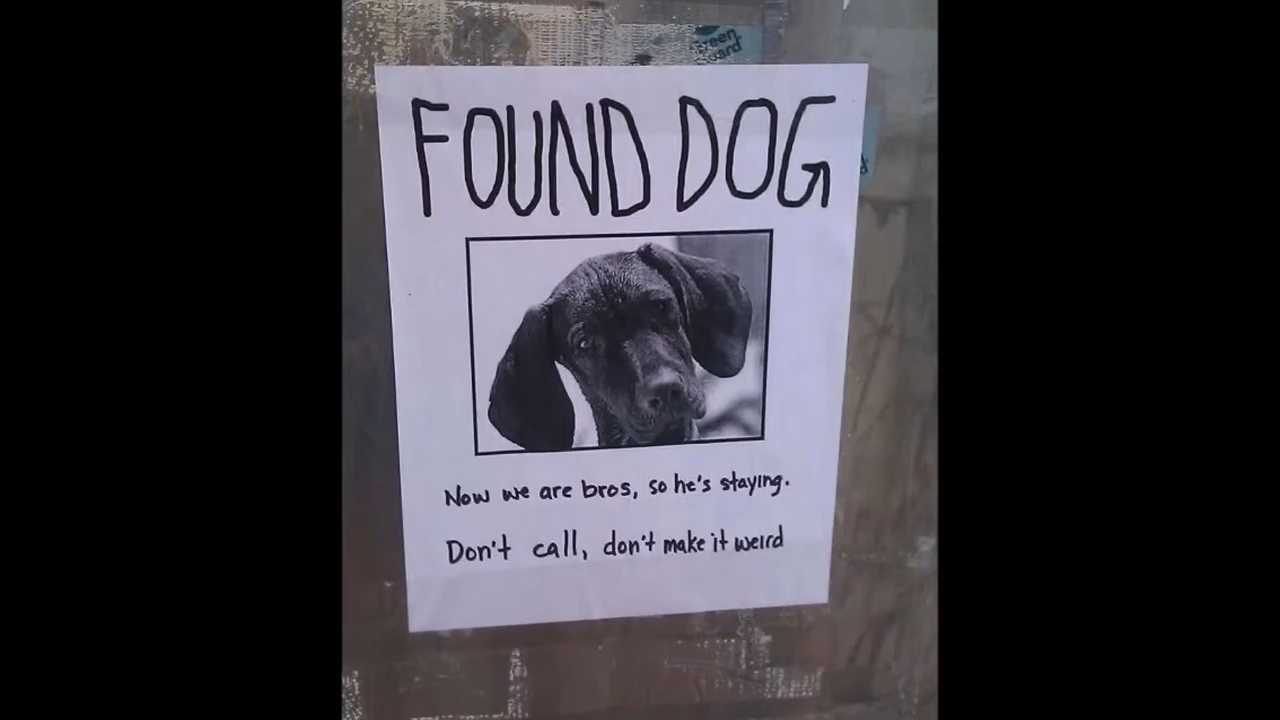 FOUND DOG
Now we are bros, so he's staying.
Don't call, don't make it weird